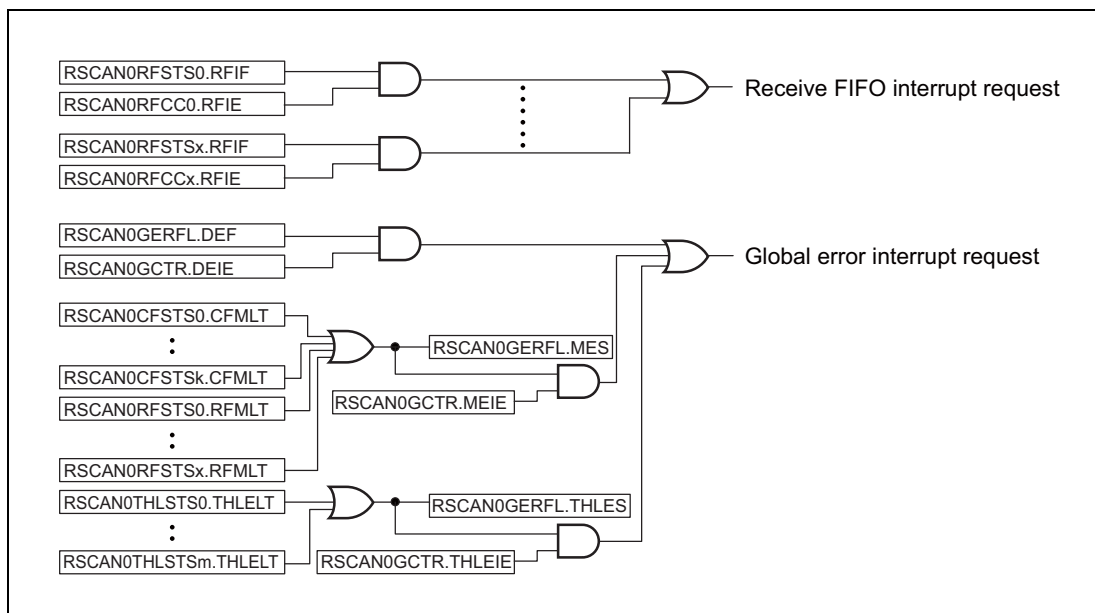 RSCAN0RFSTS0.RFIF
RSCAN0RFCC0.RFIE
Receive FIFO interrupt request
RSCAN0RFSTSx.RFIF
RSCAN0RFCCx.RFIE
RSCAN0GERFL.DEF
RSCAN0GCTR.DEIE
Global error interrupt request
RSCAN0CFSTS0.CFMLT
RSCAN0GERFL.MES
RSCAN0CFSTSk.CFMLT
RSCAN0GCTR.MEIE
RSCAN0RFSTS0.RFMLT
RSCAN0RFSTSx.RFMLT
RSCAN0THLSTS0.THLELT
RSCAN0GERFL.THLES
RSCAN0THLSTSm.THLELT
RSCAN0GCTR.THLEIE